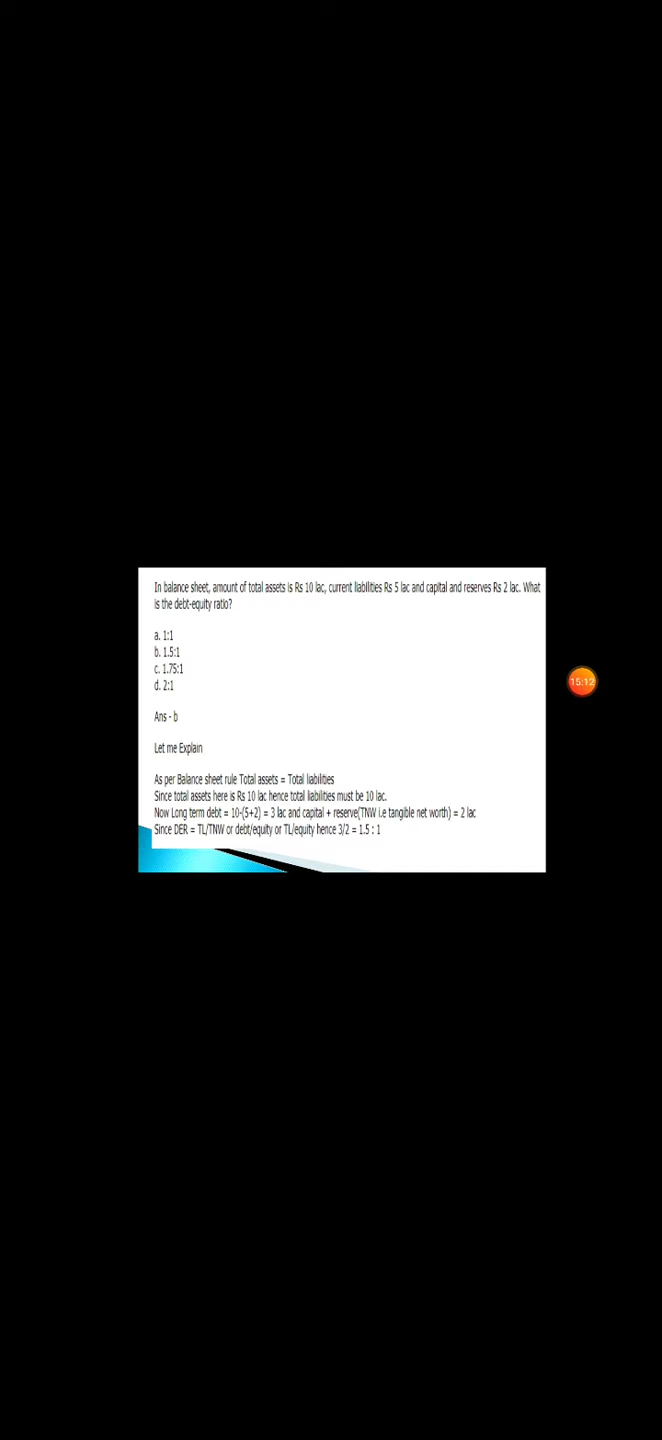 In balance sheet, amount of total assets is Rs 10 lac, current liabilities Rs 5 lac and capital and reserves Rs 2 lac. What
is the debt-equity ratio?
a. 1:1
b. 1.5:1
c. 1.75:1
d. 2:1
Ans - b
Let me Explain
As per Balance sheet rule Total assets = Total liabilities
Since total assets here is Rs 10 lac hence total liabilities must be 10 lac.
Now Long term debt = 10-(5+2) = 3 lac and capital + reserve(TNW i.e tangible net worth) = 2 lac
Since DER = TL/TNW or debt/equity or TL/equity hence 3/2 = 1.5 : 1
15:12